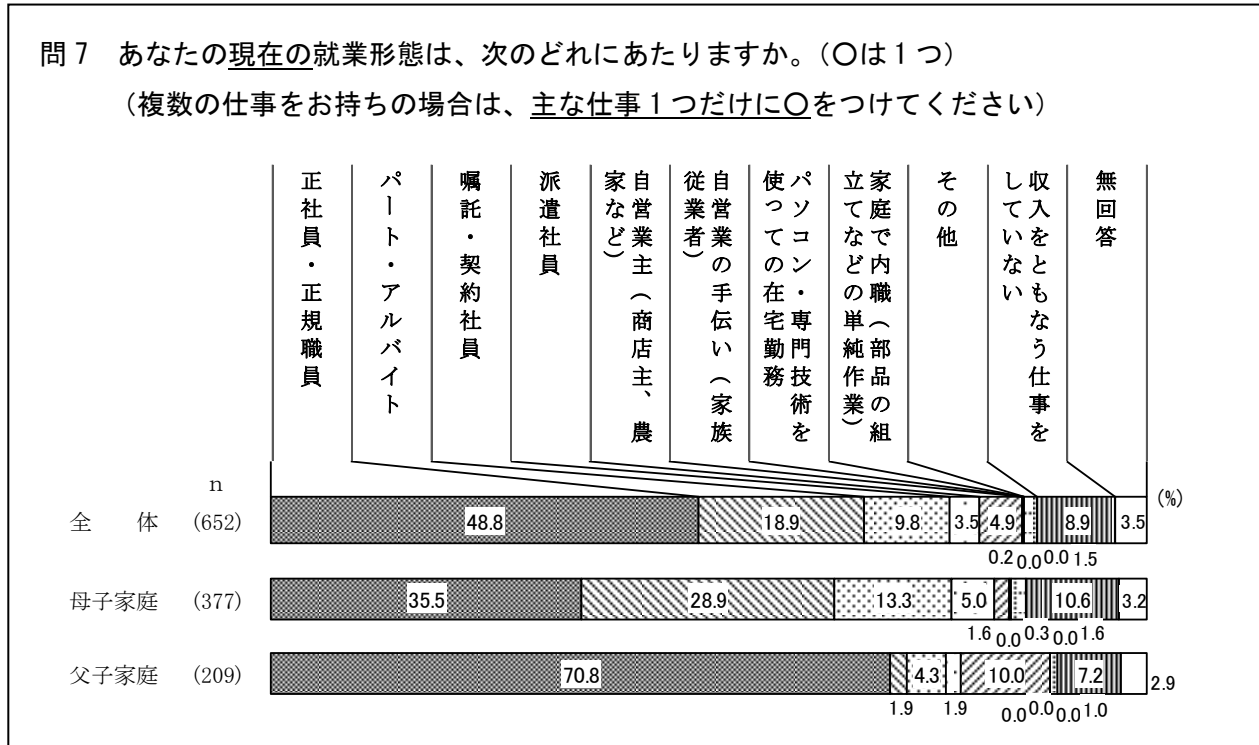 問7 あなたの現在の就業形態は、次のどれにあたりますか。(〇は1つ)
(複数の仕事をお持ちの場合は、主な仕事1つだけに〇をつけてください)
正社員・正規職員
パート・アルバイト
嘱託・契約社員
派遣社員
自営業主(商店主、農
家など)
自営業の手伝い(家族
従業者)
パソコン・専門技術を
使っての在宅勤務
家庭で内職(部品の組
立てなどの単純作業)
その他
収入をともなう仕事を
していない
無回答
n
(%)
全 体 (652) 48.8 18.9 9.8 3.5 4.9 8.9 3.5
0.2 0.0 0.0 1.5
母子家庭 (377) 35.5 28.9 13.3 5.0 10.6 3.2
1.6 0.0 0.3 0.0 1.6
父子家庭 (209) 70.8 4.3 10.0 7.2 2.9
1.9 1.9 0.0 0.0 0.0 1.0